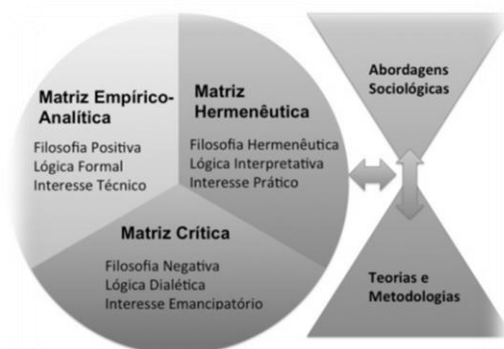 Matriz Empírico-
Analítica
Filosofia Positiva
Lógica Formal
Interesse Técnico
Matriz
Hermenêutica
Filosofia Hermenêutica
Lógica Interpretativa
Interesse Prático
Matriz Crítica
Filosofia Negativa
Lógica Dialética
Interesse Emancipatório
Abordagens
Sociológicas
Teorias e
Metodologias